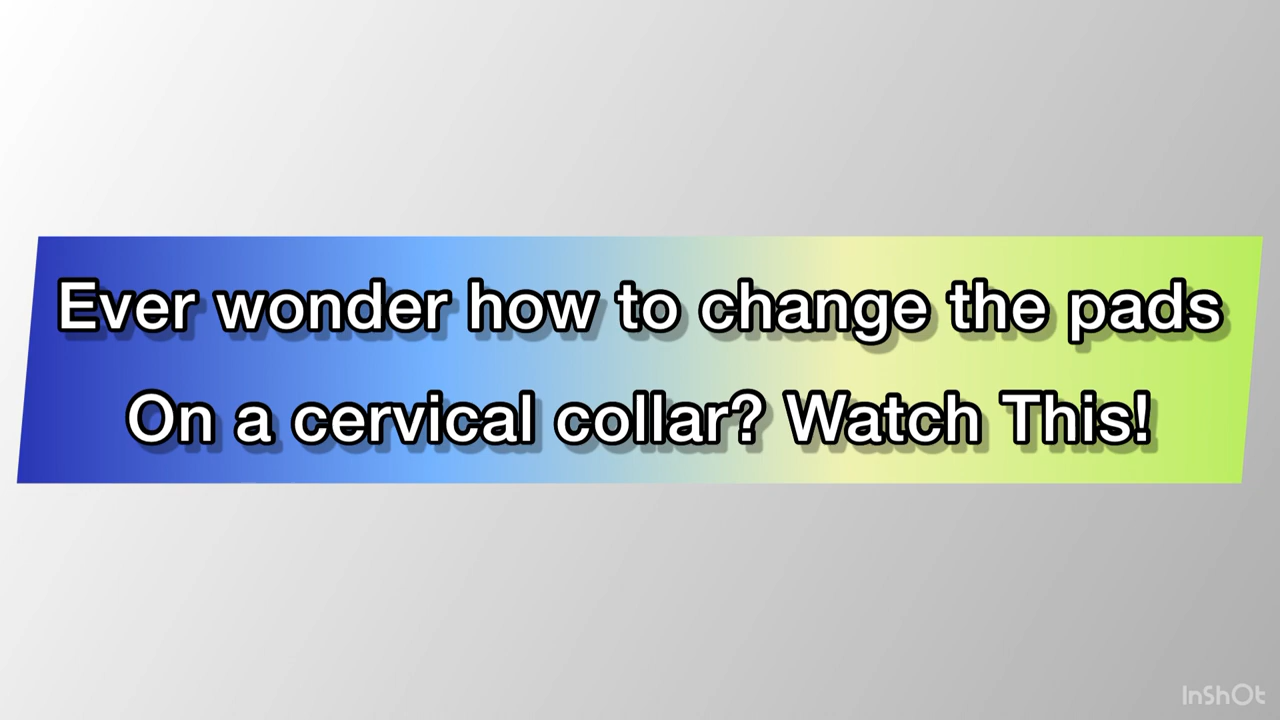 Ever wonder how to change the pads
On a cervical collar? Watch This!
InShOt